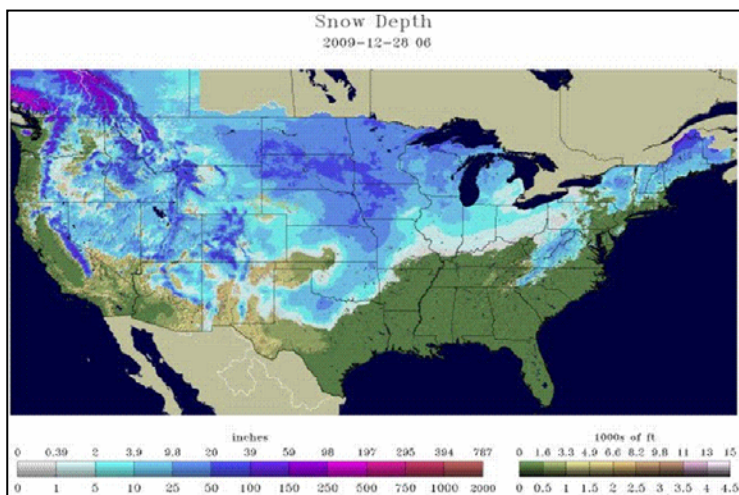 Snow Depth
2009-12-28 06
inches
0 0.39 2 3.9 9.8 20 39 59 98 197 295 394 787
0 1 5 10 25 50 100 150 250 500 750 1000 2000
1000s of ft
0 1.6 3.3 4.9 6.6 8.2 9.8 11 13 15
0 0.5 1 1.5 2 2.5 3 3.5 4 4.5